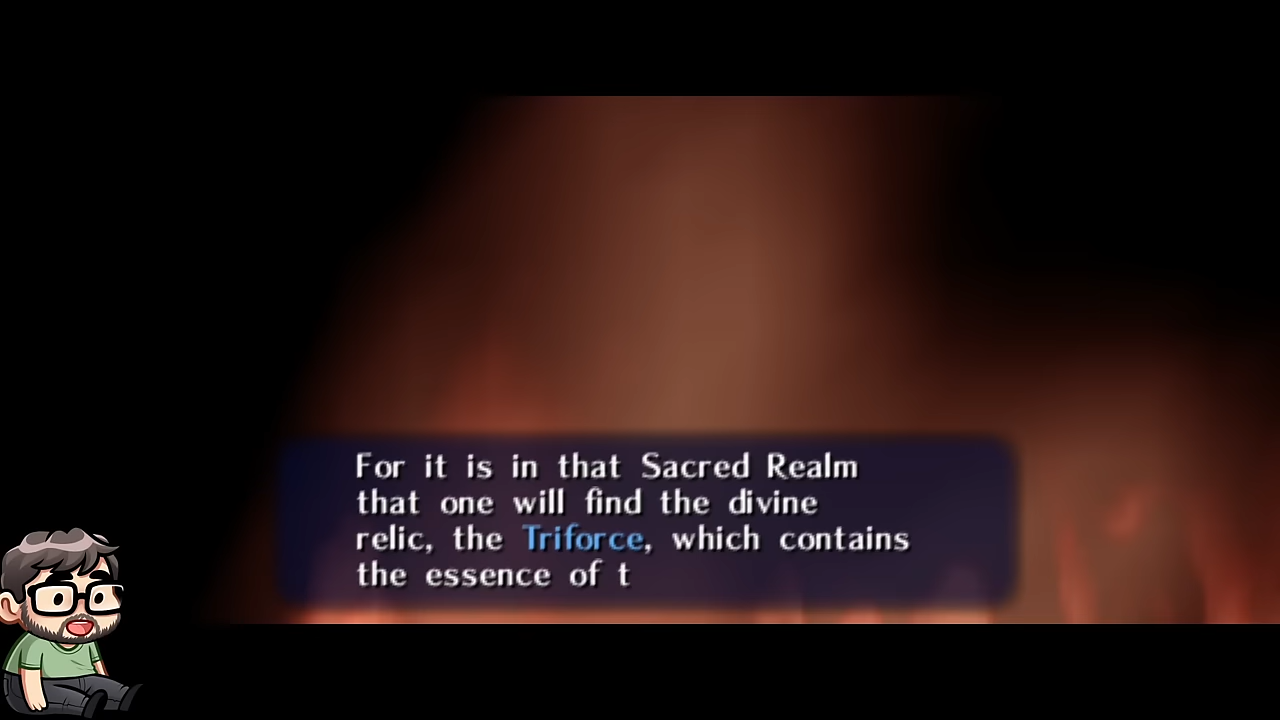 For it is in that Sacred Realm
that one will find the divine
relic, the Triforce, which contains
the essence of t